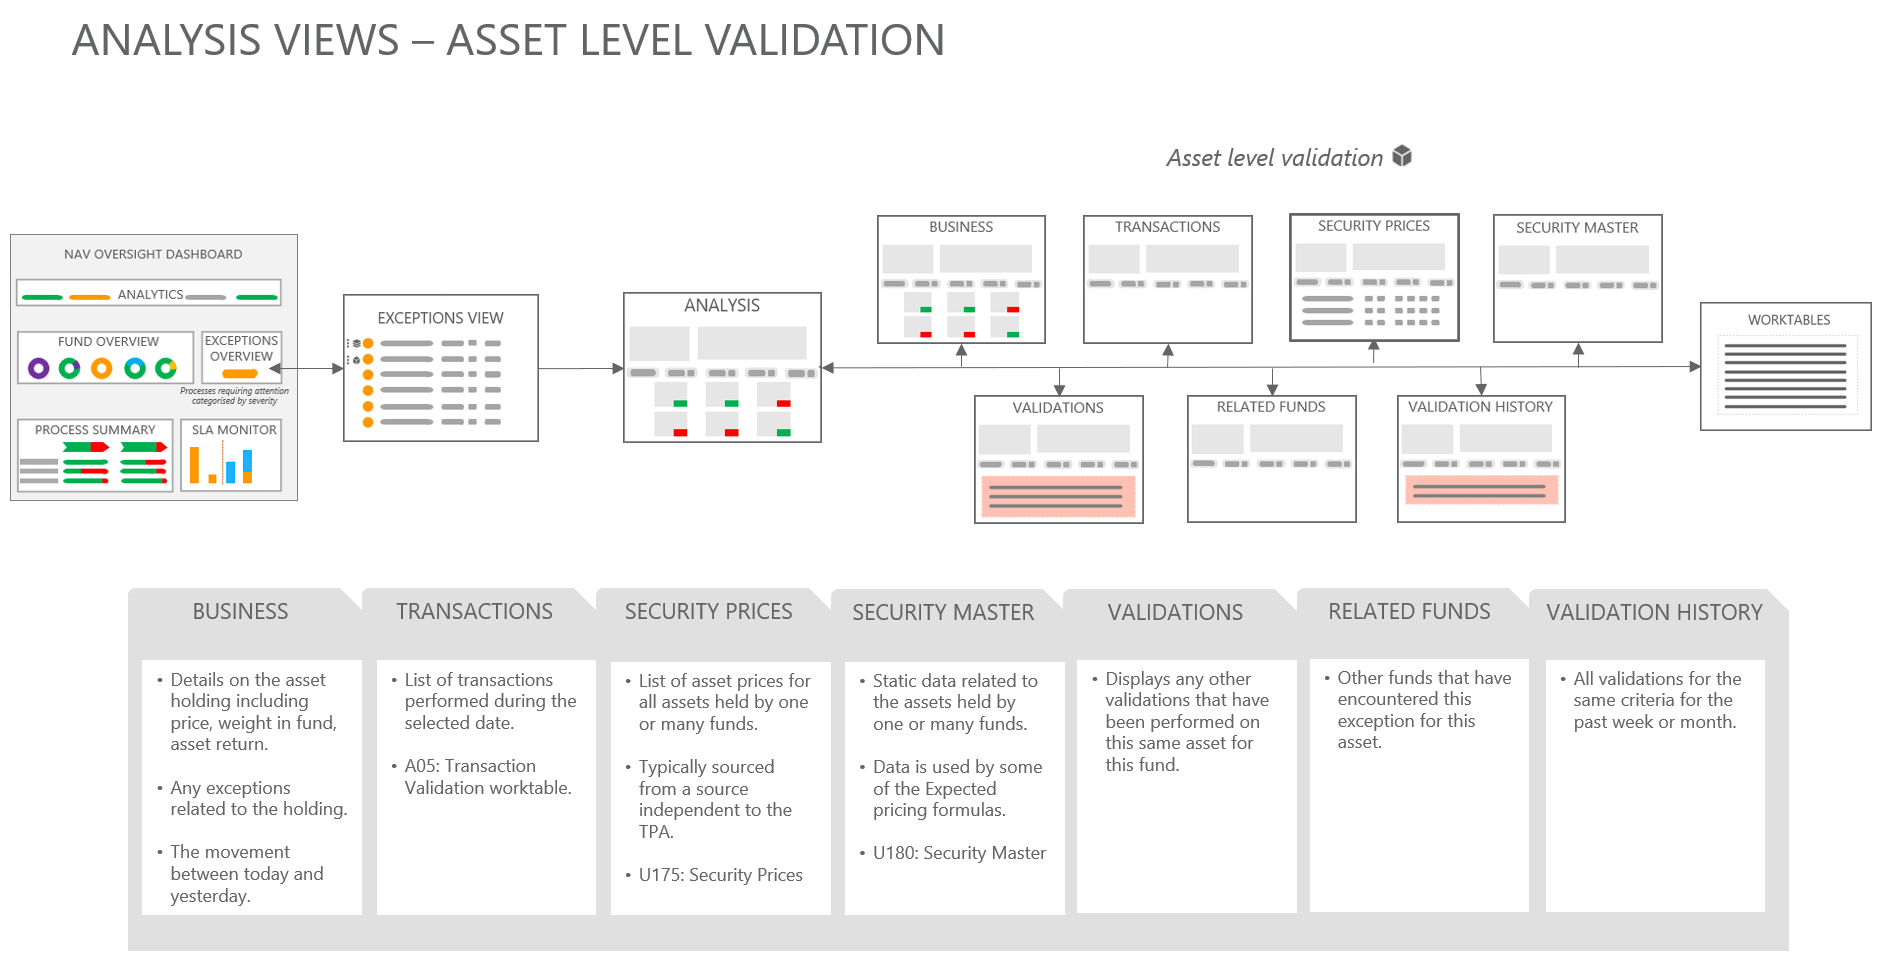 ANALYSIS VIEWS – ASSET LEVEL VALIDATION
Asset level validation
NAV OVERSIGHT DASHBOARD
ANALYTICS
FUND OVERVIEW
EXCEPTIONS
OVERVIEW
Processes requiring attention
categorised by severity
PROCESS SUMMARY
SLA MONITOR
EXCEPTIONS VIEW
ANALYSIS
BUSINESS
TRANSACTIONS
SECURITY PRICES
SECURITY MASTER
VALIDATIONS
RELATED FUNDS
VALIDATION HISTORY
WORKTABLES
BUSINESS
• Details on the asset
holding including
price, weight in fund,
asset return.
• Any exceptions
related to the holding.
• The movement
between today and
yesterday.
TRANSACTIONS
• List of transactions
performed during the
selected date.
• A05: Transaction
Validation worktable.
SECURITY PRICES
• List of asset prices for
all assets held by one
or many funds.
• Typically sourced
from a source
independent to the
TPA.
• U175: Security Prices
SECURITY MASTER
• Static data related to
the assets held by
one or many funds.
• Data is used by some
of the Expected
pricing formulas.
• U180: Security Master
VALIDATIONS
• Displays any other
validations that have
been performed on
this same asset for
this fund.
RELATED FUNDS
• Other funds that have
encountered this
exception for this
asset.
VALIDATION HISTORY
• All validations for the
same criteria for the
past week or month.